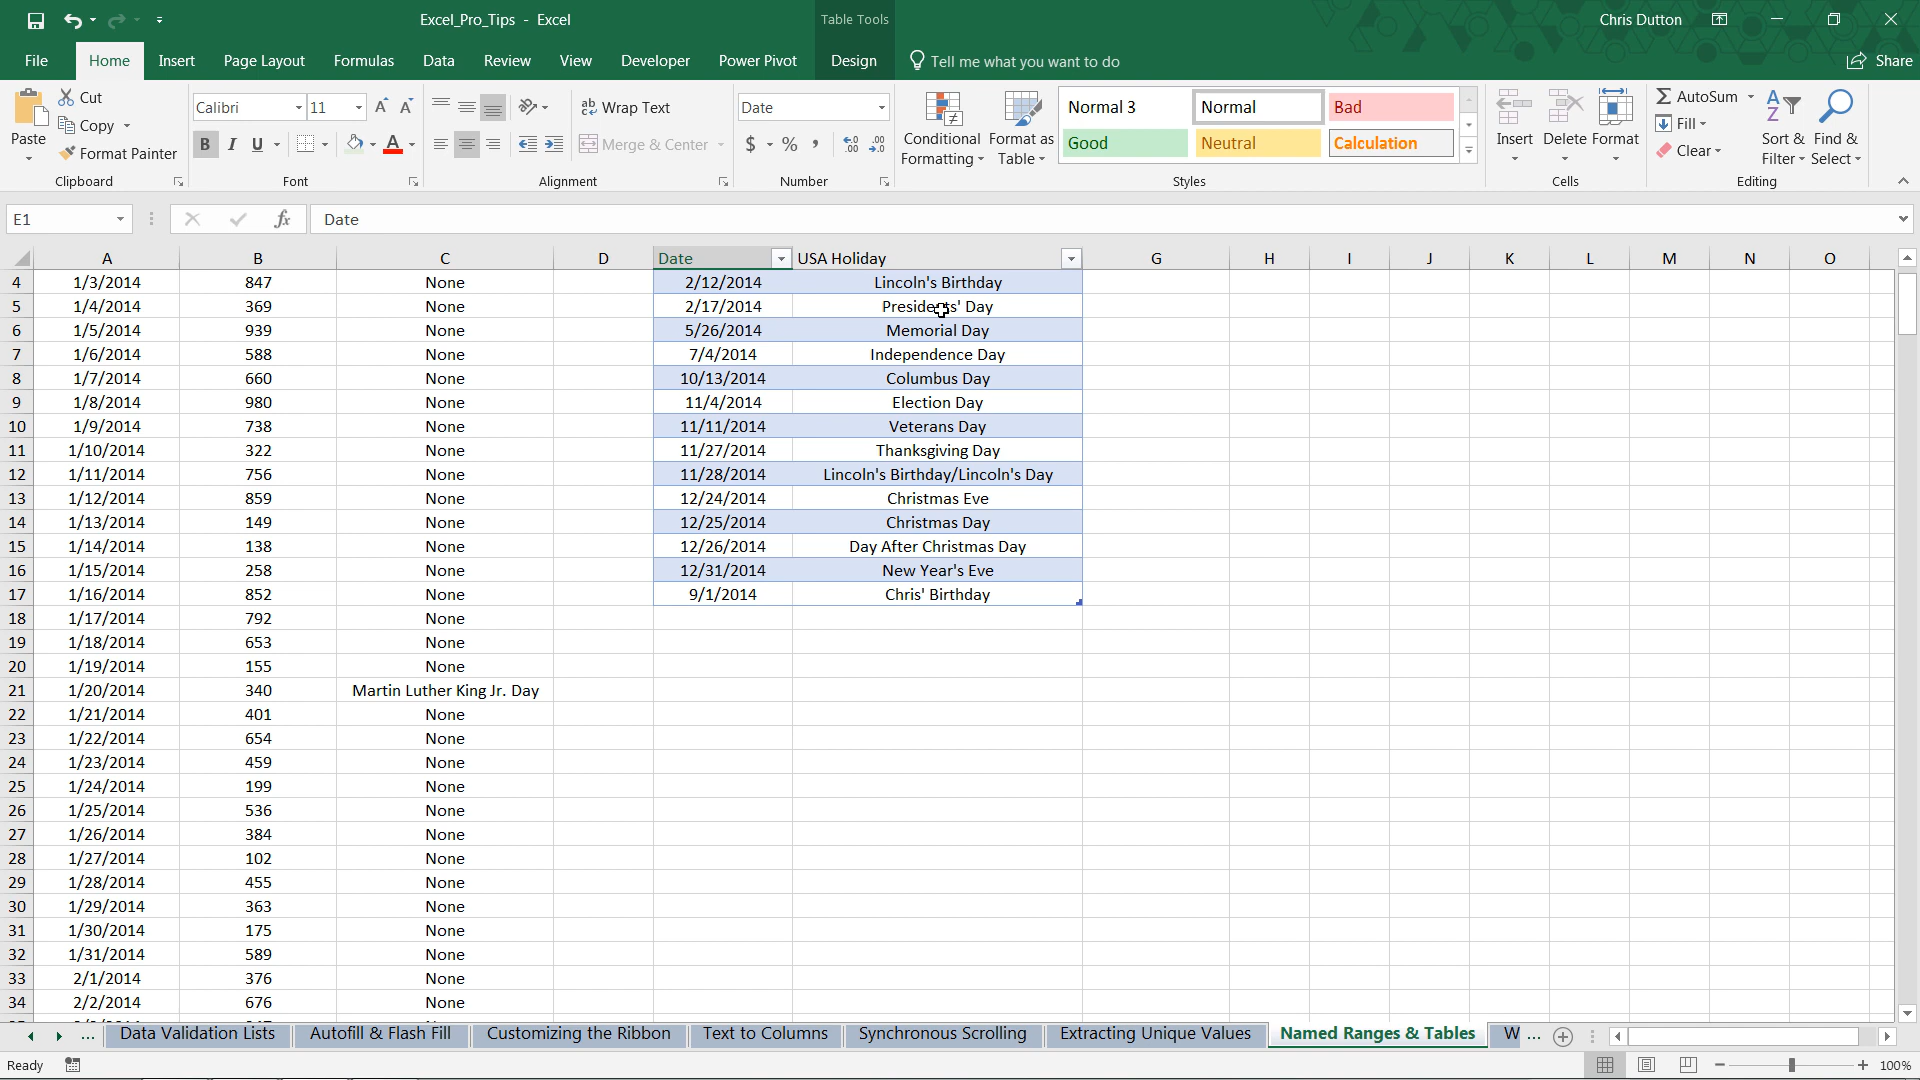 Excel_Pro_Tips - Excel
Table Tools
Chris Dutton
File Home Insert Page Layout Formulas Data Review View Developer Power Pivot Design Tell me what you want to do Share
Paste
Cut
Copy
Format Painter
Clipboard
Calibri 11
B I U
Font
Wrap Text
Merge & Center
Alignment
Date
$ % ,
Number
Conditional Formatting
Format as Table
Normal 3 Normal Bad
Good Neutral Calculation
Styles
Insert Delete Format
Cells
AutoSum
Fill
Clear
Sort & Filter
Find & Select
Editing
E1 fx Date
A B C D Date USA Holiday G H I J K L M N O
4 1/3/2014 847 None 2/12/2014 Lincoln's Birthday
5 1/4/2014 369 None 2/17/2014 Presidents' Day
6 1/5/2014 939 None 5/26/2014 Memorial Day
7 1/6/2014 588 None 7/4/2014 Independence Day
8 1/7/2014 660 None 10/13/2014 Columbus Day
9 1/8/2014 980 None 11/4/2014 Election Day
10 1/9/2014 738 None 11/11/2014 Veterans Day
11 1/10/2014 322 None 11/27/2014 Thanksgiving Day
12 1/11/2014 756 None 11/28/2014 Lincoln's Birthday/Lincoln's Day
13 1/12/2014 859 None 12/24/2014 Christmas Eve
14 1/13/2014 149 None 12/25/2014 Christmas Day
15 1/14/2014 138 None 12/26/2014 Day After Christmas Day
16 1/15/2014 258 None 12/31/2014 New Year's Eve
17 1/16/2014 852 None 9/1/2014 Chris' Birthday
18 1/17/2014 792 None
19 1/18/2014 653 None
20 1/19/2014 155 None
21 1/20/2014 340 Martin Luther King Jr. Day
22 1/21/2014 401 None
23 1/22/2014 654 None
24 1/23/2014 459 None
25 1/24/2014 199 None
26 1/25/2014 536 None
27 1/26/2014 384 None
28 1/27/2014 102 None
29 1/28/2014 455 None
30 1/29/2014 363 None
31 1/30/2014 175 None
32 1/31/2014 589 None
33 2/1/2014 376 None
34 2/2/2014 676 None
... Data Validation Lists Autofill & Flash Fill Customizing the Ribbon Text to Columns Synchronous Scrolling Extracting Unique Values Named Ranges & Tables W ...
Ready 100%